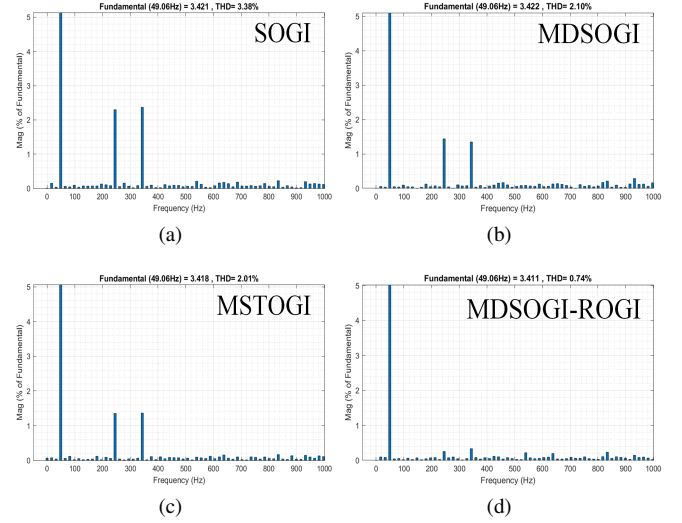 Fundamental (49.06Hz) = 3.421 , THD= 3.38%
SOGI
Mag (% of Fundamental)
5
4
3
2
1
0
0 100 200 300 400 500 600 700 800 900 1000
Frequency (Hz)
(a)
Fundamental (49.06Hz) = 3.422 , THD= 2.10%
MDSOGI
Mag (% of Fundamental)
5
4
3
2
1
0
0 100 200 300 400 500 600 700 800 900 1000
Frequency (Hz)
(b)
Fundamental (49.06Hz) = 3.418 , THD= 2.01%
MSTOGI
Mag (% of Fundamental)
5
4
3
2
1
0
0 100 200 300 400 500 600 700 800 900 1000
Frequency (Hz)
(c)
Fundamental (49.06Hz) = 3.411 , THD= 0.74%
MDSOGI-ROGI
Mag (% of Fundamental)
5
4
3
2
1
0
0 100 200 300 400 500 600 700 800 900 1000
Frequency (Hz)
(d)